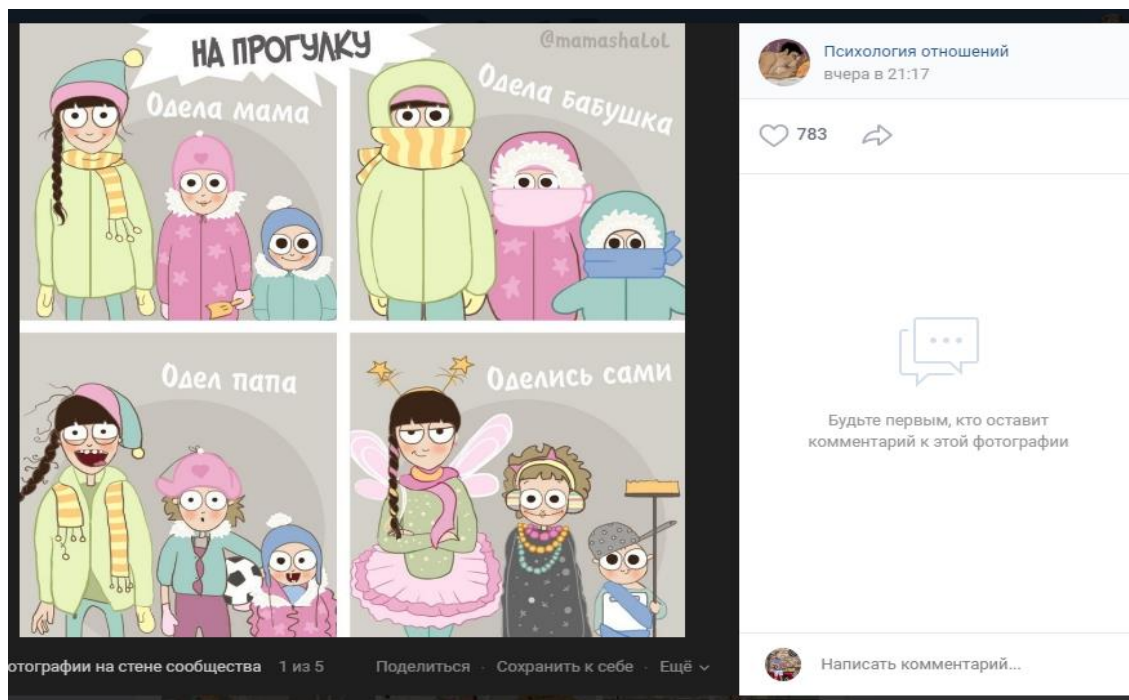 НА ПРОГУЛКУ
@mamashaLoL
Одела мама
Одела бабушка
Одел папа
Оделись сами
Психология отношений
вчера в 21:17
783
Будьте первым, кто оставит
комментарий к этой фотографии
отографии на стене сообщества 1 из 5 Поделиться · Сохранить к себе · Ещё
Написать комментарий...